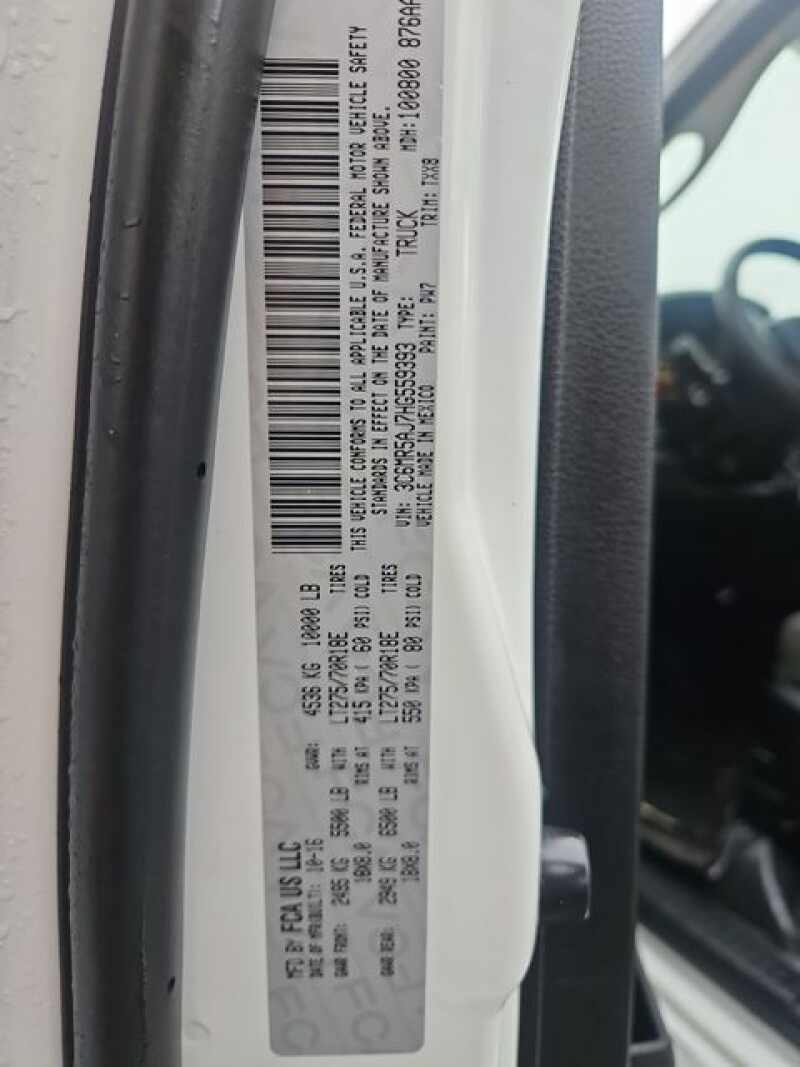 MFD BY FCA US LLC
DATE OF MFR(BUILT): 10-16 GVWR: 4536 KG 10000 LB
GAWR FRONT: 2495 KG 5500 LB WITH LT275/70R18E TIRES
18X8.0 RIMS AT 415 KPA ( 60 PSI) COLD
GAWR REAR: 2949 KG 6500 LB WITH LT275/70R18E TIRES
18X8.0 RIMS AT 550 KPA ( 80 PSI) COLD
THIS VEHICLE CONFORMS TO ALL APPLICABLE U.S.A. FEDERAL MOTOR VEHICLE SAFETY
STANDARDS IN EFFECT ON THE DATE OF MANUFACTURE SHOWN ABOVE.
VIN: 3C6MR5AJ7HG559393 TYPE: TRUCK MDH:100800 876AA
VEHICLE MADE IN MEXICO PAINT: PW7 TRIM: TXX8